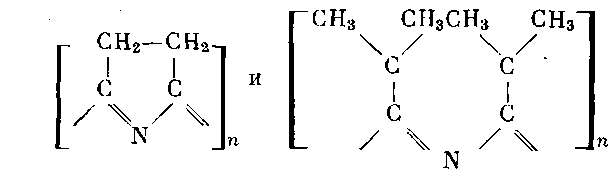 CH₃ CH₃CH₃ CH₃
CH₂—CH₂ и C C
C C C C
N n N n